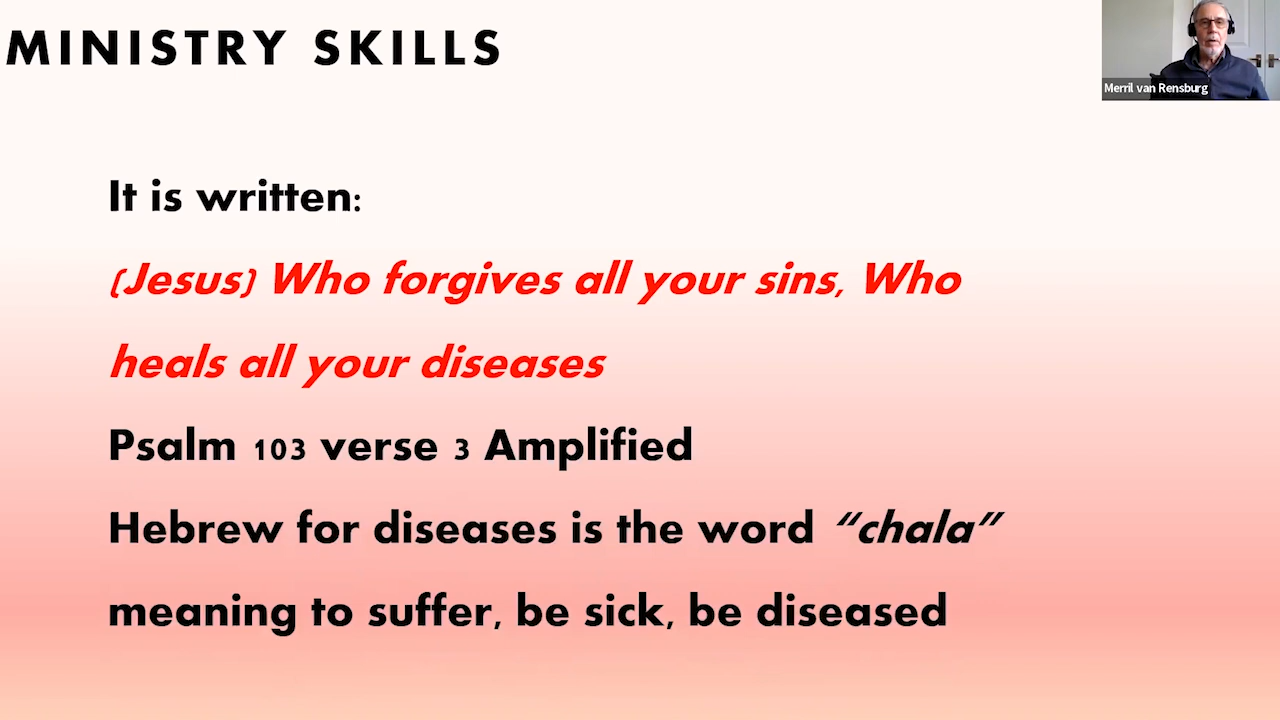 MINISTRY SKILLS
Merril van Rensburg
It is written:
(Jesus) Who forgives all your sins, Who
heals all your diseases
Psalm 103 verse 3 Amplified
Hebrew for diseases is the word “chala”
meaning to suffer, be sick, be diseased